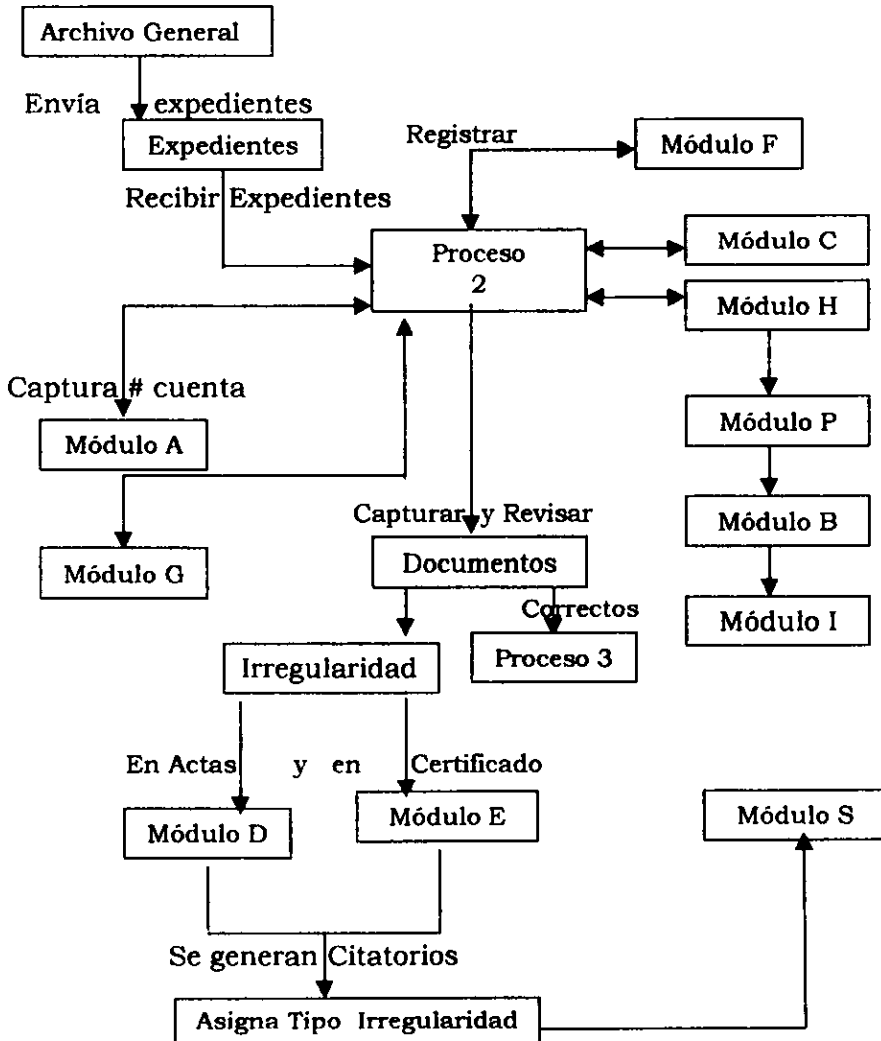 Archivo General
Envía expedientes
Expedientes
Registrar
Módulo F
Recibir Expedientes
Proceso
2
Módulo C
Módulo H
Captura # cuenta
Módulo A
Módulo P
Capturar y Revisar
Módulo B
Documentos
Módulo G
Correctos
Módulo I
Irregularidad
Proceso 3
En Actas y en Certificado
Módulo D
Módulo E
Módulo S
Se generan Citatorios
Asigna Tipo Irregularidad